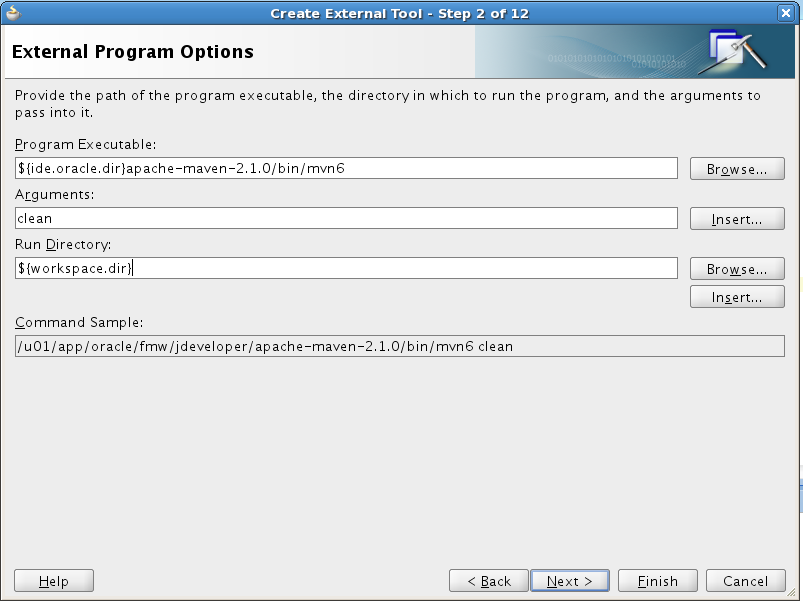 Create External Tool - Step 2 of 12
External Program Options
Provide the path of the program executable, the directory in which to run the program, and the arguments to
pass into it.
Program Executable:
${ide.oracle.dir}apache-maven-2.1.0/bin/mvn6
Browse...
Arguments:
clean
Insert...
Run Directory:
${workspace.dir}
Browse...
Insert...
Command Sample:
/u01/app/oracle/fmw/jdeveloper/apache-maven-2.1.0/bin/mvn6 clean
Help
< Back
Next >
Finish
Cancel